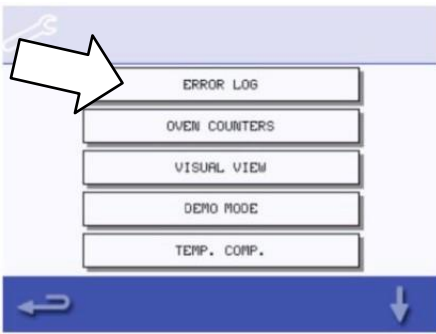 ERROR LOG
OVEN COUNTERS
VISUAL VIEW
DEMO MODE
TEMP. COMP.